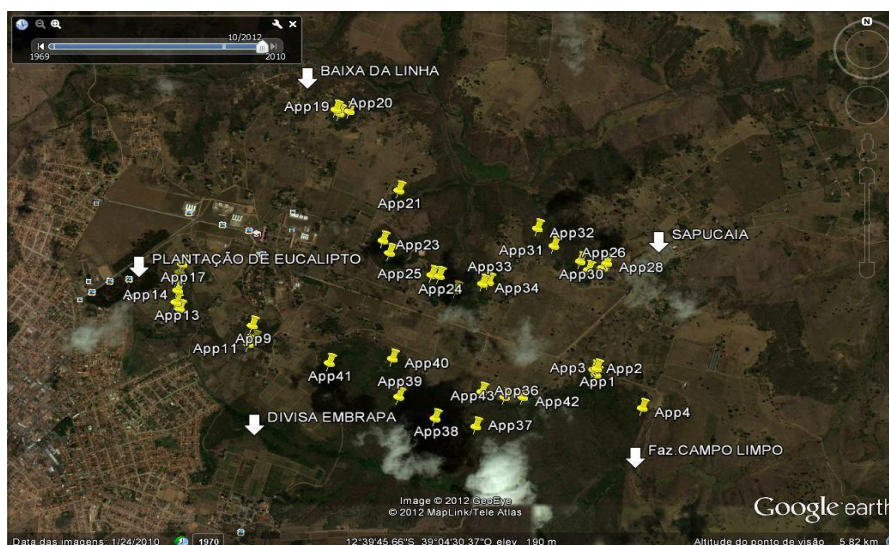 10/2012
1969
2010
N
BAIXA DA LINHA
App19 App20
App21
App32
App31
App23
SAPUCAIA
App26
PLANTAÇÃO DE EUCALIPTO
App17
App25
App33
App30
App28
App24
App34
App14
App13
App9
App11
App40
App41
App3 App2
App1
App39
App43 App36
App42
App4
App38
App37
DIVISA EMBRAPA
Faz.CAMPO LIMPO
Image © 2012 GeoEye
© 2012 MapLink/Tele Atlas
Google earth
Data das imagens: 1/24/2010
1970
12°39'45.66"S 39°04'30.37"O elev 190 m
Altitude do ponto de visão 5.82 km